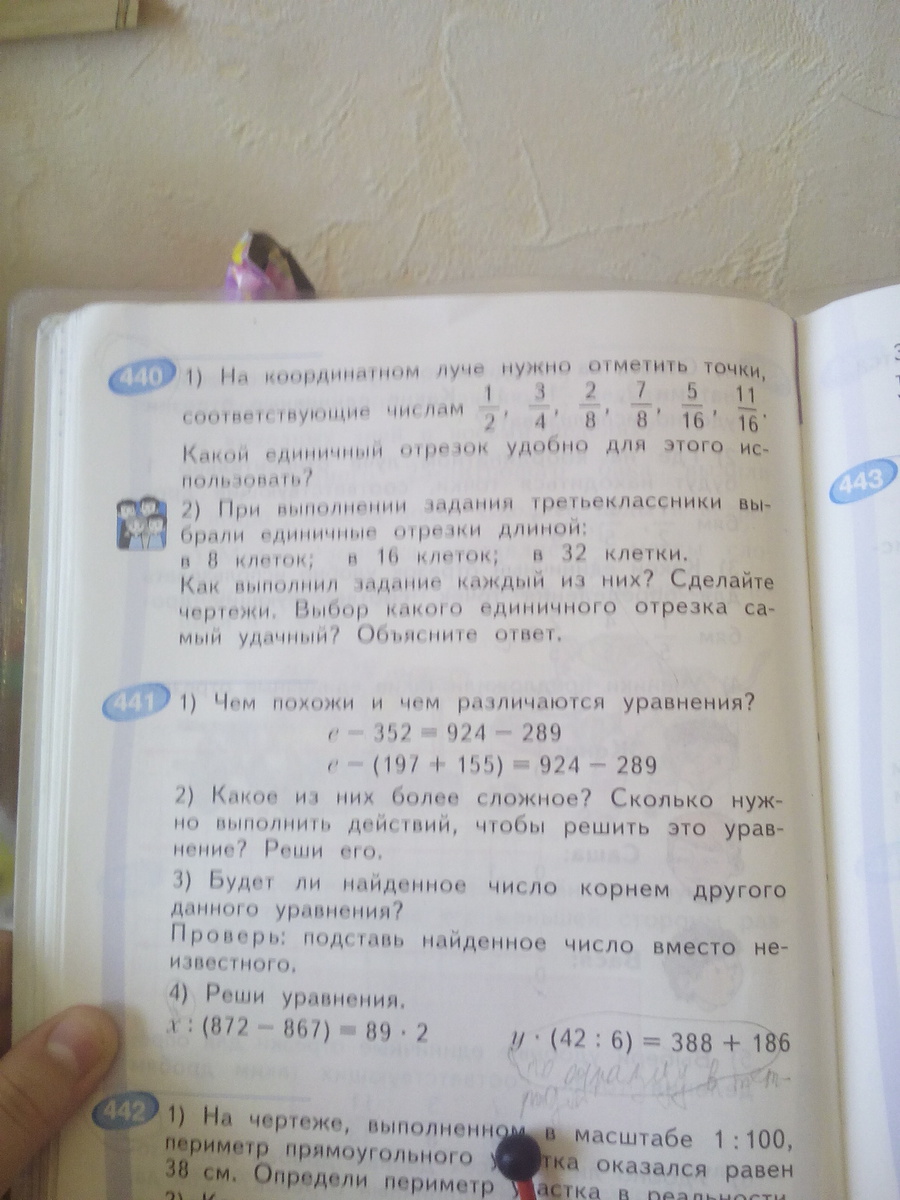 440 1) На координатном луче нужно отметить точки,
соответствующие числам 1/2, 3/4, 2/8, 7/8, 5/16, 11/16.
Какой единичный отрезок удобно для этого ис-
пользовать?
2) При выполнении задания третьеклассники вы-
брали единичные отрезки длиной:
в 8 клеток; в 16 клеток; в 32 клетки.
Как выполнил задание каждый из них? Сделайте
чертежи. Выбор какого единичного отрезка са-
мый удачный? Объясните ответ.
441 1) Чем похожи и чем различаются уравнения?
e − 352 = 924 − 289
e − (197 + 155) = 924 − 289
2) Какое из них более сложное? Сколько нуж-
но выполнить действий, чтобы решить это урав-
нение? Реши его.
3) Будет ли найденное число корнем другого
данного уравнения?
Проверь: подставь найденное число вместо не-
известного.
4) Реши уравнения.
x : (872 − 867) = 89 · 2 y · (42 : 6) = 388 + 186
442 1) На чертеже, выполненном в масштабе 1 : 100,
периметр прямоугольного оказался равен
38 см. Определи периметр в реальности
443